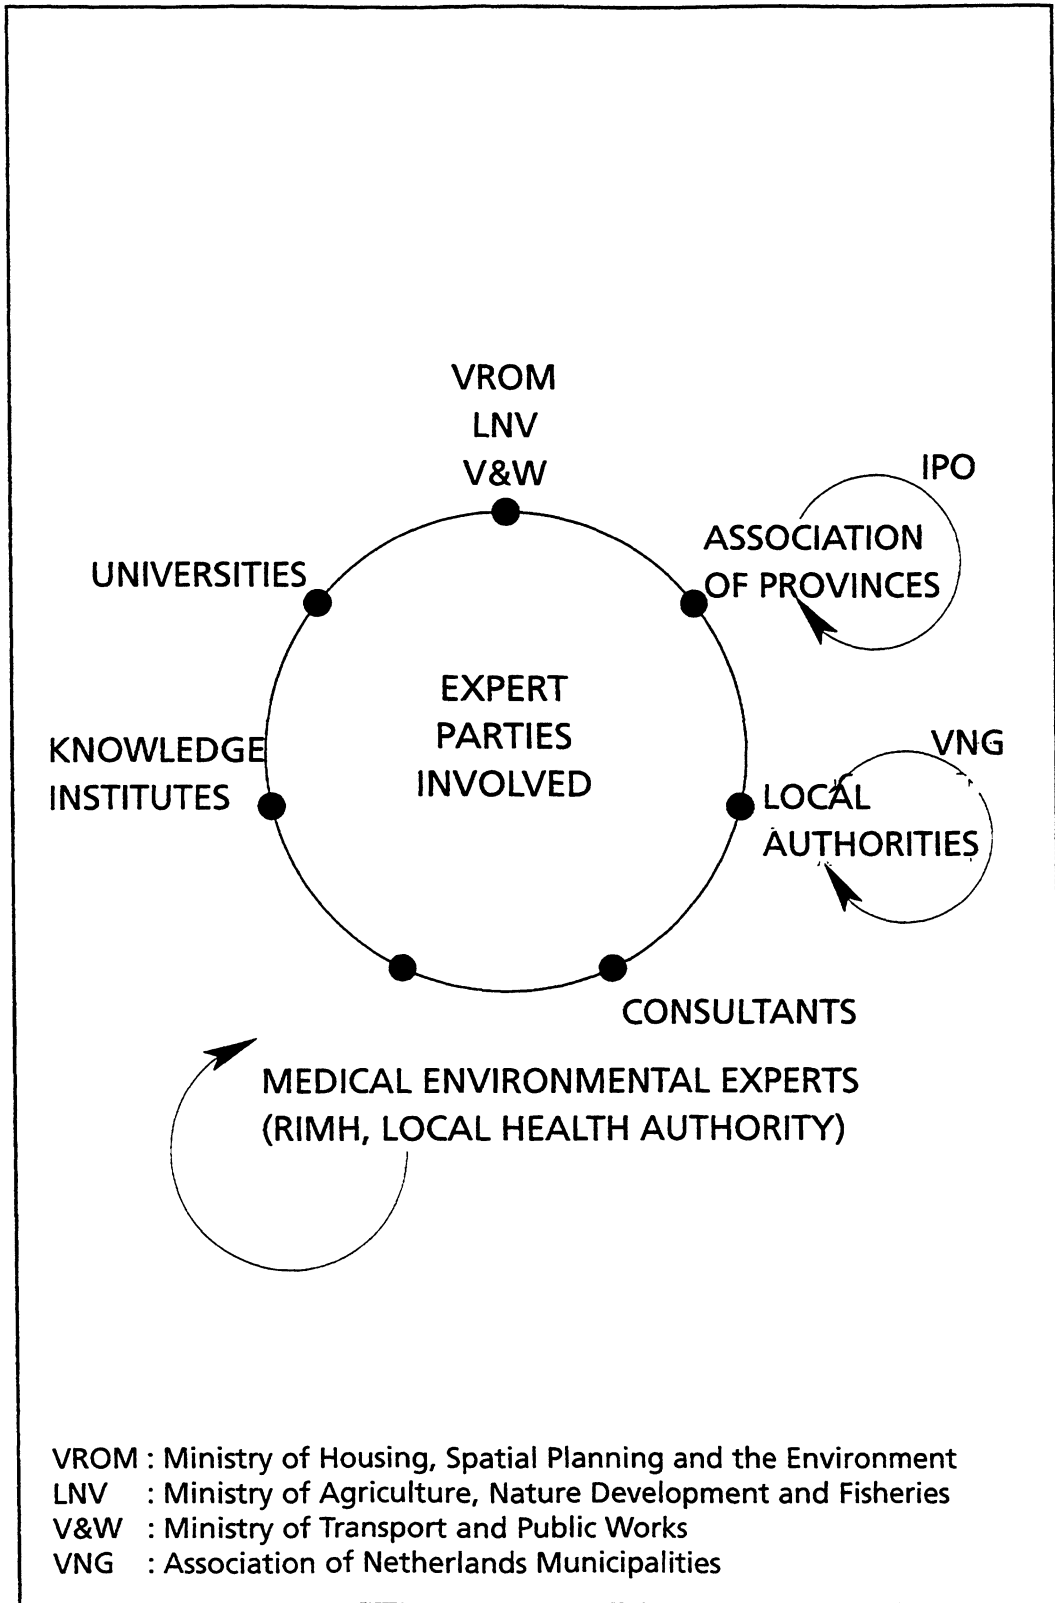 VROM
LNV
V&W
IPO
ASSOCIATION
OF PROVINCES
UNIVERSITIES
EXPERT
PARTIES
INVOLVED
KNOWLEDGE
INSTITUTES
VNG
LOCAL
AUTHORITIES
CONSULTANTS
MEDICAL ENVIRONMENTAL EXPERTS
(RIMH, LOCAL HEALTH AUTHORITY)
VROM : Ministry of Housing, Spatial Planning and the Environment
LNV : Ministry of Agriculture, Nature Development and Fisheries
V&W : Ministry of Transport and Public Works
VNG : Association of Netherlands Municipalities